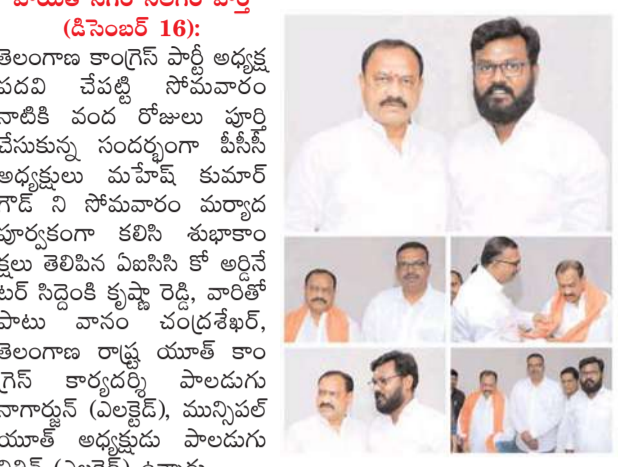 (డిసెంబర్ 16):
తెలంగాణ కాంగ్రెస్ పార్టీ అధ్యక్ష
పదవి చేపట్టి సోమవారం
నాటికి వంద రోజులు పూర్తి
చేసుకున్న సందర్భంగా పీసీసీ
అధ్యక్షులు మహేష్ కుమార్
గౌడ్ ని సోమవారం మర్యాద
పూర్వకంగా కలిసి శుభాకాం
క్షలు తెలిపిన ఏఐసిసి కో అర్డినే
టర్ సిద్దెంకి కృష్ణా రెడ్డి, వారితో
పాటు వానం చంద్రశేఖర్,
తెలంగాణ రాష్ట్ర యూత్ కాం
గ్రెస్ కార్యదర్శి పాలడుగు
నాగార్జున్ (ఎలక్టెడ్), మున్సిపల్
యూత్ అధ్యక్షుడు పాలడుగు